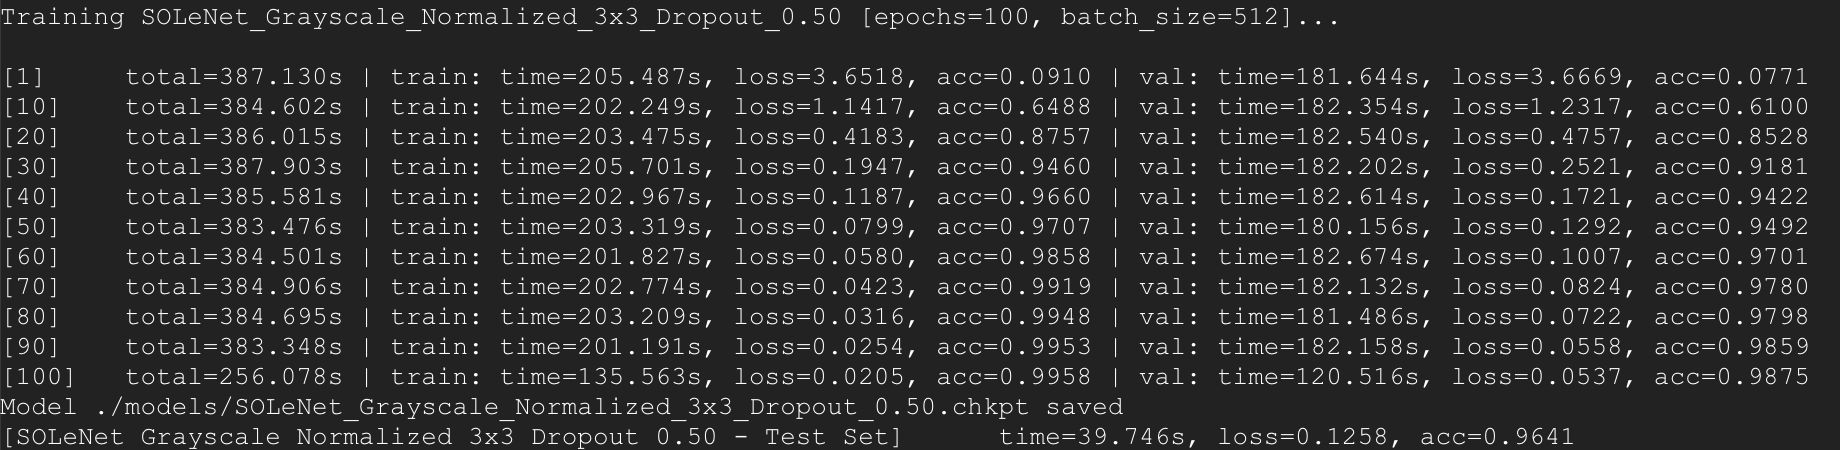 Training SOLeNet_Grayscale_Normalized_3x3_Dropout_0.50 [epochs=100, batch_size=512]...
[1] total=387.130s | train: time=205.487s, loss=3.6518, acc=0.0910 | val: time=181.644s, loss=3.6669, acc=0.0771
[10] total=384.602s | train: time=202.249s, loss=1.1417, acc=0.6488 | val: time=182.354s, loss=1.2317, acc=0.6100
[20] total=386.015s | train: time=203.475s, loss=0.4183, acc=0.8757 | val: time=182.540s, loss=0.4757, acc=0.8528
[30] total=387.903s | train: time=205.701s, loss=0.1947, acc=0.9460 | val: time=182.202s, loss=0.2521, acc=0.9181
[40] total=385.581s | train: time=202.967s, loss=0.1187, acc=0.9660 | val: time=182.614s, loss=0.1721, acc=0.9422
[50] total=383.476s | train: time=203.319s, loss=0.0799, acc=0.9707 | val: time=180.156s, loss=0.1292, acc=0.9492
[60] total=384.501s | train: time=201.827s, loss=0.0580, acc=0.9858 | val: time=182.674s, loss=0.1007, acc=0.9701
[70] total=384.906s | train: time=202.774s, loss=0.0423, acc=0.9919 | val: time=182.132s, loss=0.0824, acc=0.9780
[80] total=384.695s | train: time=203.209s, loss=0.0316, acc=0.9948 | val: time=181.486s, loss=0.0722, acc=0.9798
[90] total=383.348s | train: time=201.191s, loss=0.0254, acc=0.9953 | val: time=182.158s, loss=0.0558, acc=0.9859
[100] total=256.078s | train: time=135.563s, loss=0.0205, acc=0.9958 | val: time=120.516s, loss=0.0537, acc=0.9875
Model ./models/SOLeNet_Grayscale_Normalized_3x3_Dropout_0.50.chkpt saved
[SOLeNet Grayscale Normalized 3x3 Dropout 0.50 - Test Set] time=39.746s, loss=0.1258, acc=0.9641